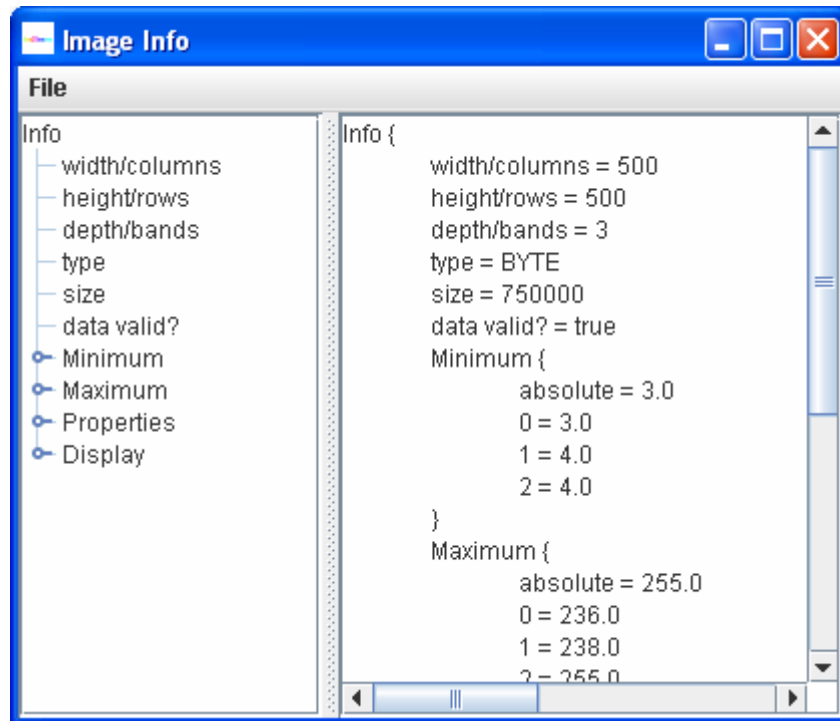 Image Info
File
Info
width/columns
height/rows
depth/bands
type
size
data valid?
Minimum
Maximum
Properties
Display
Info {
width/columns = 500
height/rows = 500
depth/bands = 3
type = BYTE
size = 750000
data valid? = true
Minimum {
absolute = 3.0
0 = 3.0
1 = 4.0
2 = 4.0
}
Maximum {
absolute = 255.0
0 = 236.0
1 = 238.0
2 = 255.0